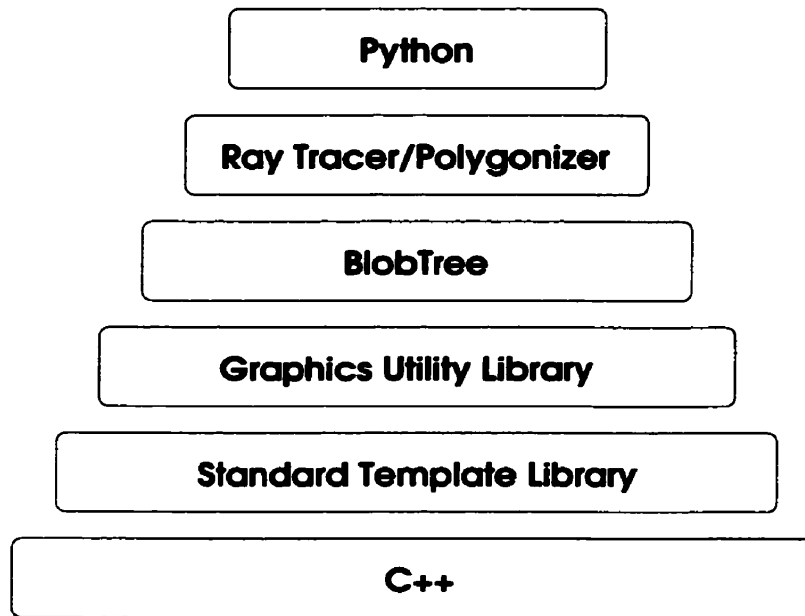 Python
Ray Tracer/Polygonizer
BlobTree
Graphics Utility Library
Standard Template Library
C++